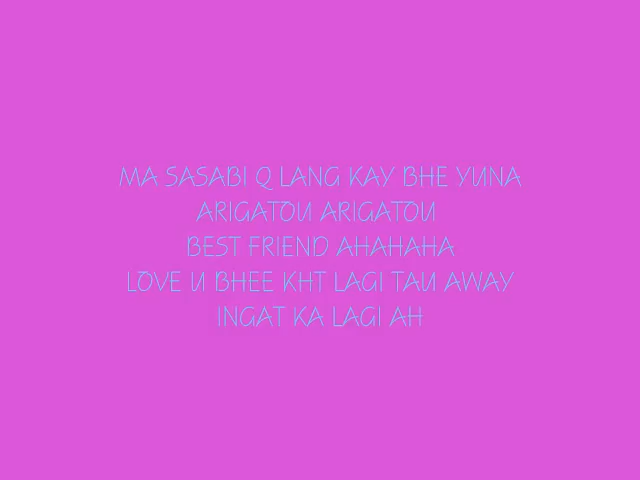 MA SASABI Q LANG KAY BHE YUNA
ARIGATOU ARIGATOU
BEST FRIEND AHAHAHA
LOVE U BHEE KHT LAGI TAU AWAY
INGAT KA LAGI AH